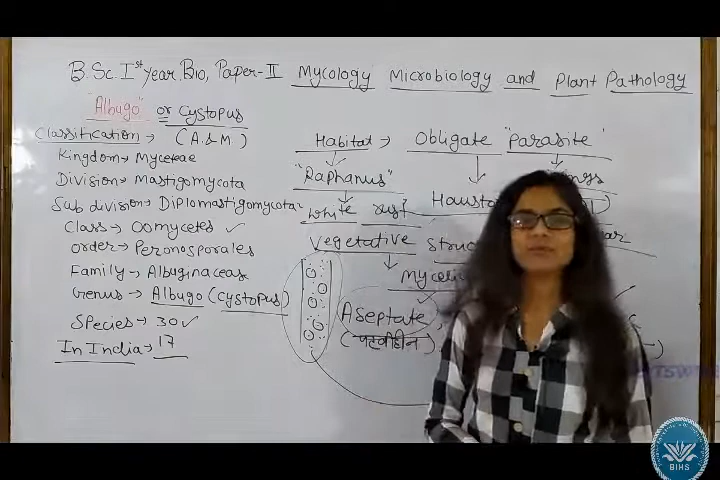 B.Sc. Ist year, Bio, Paper-II Mycology Microbiology and Plant Pathology
"Albugo" or Cystopus
Classification → (A.&M)
Kingdom → Myceteae
Division → Mastigomycota
Sub division → Diplomastigomycota
Class → Oomycetes ✓
Order → Peronosporales
Family → Albuginaceae
Genus → Albugo (Cystopus)
Species → 30 ✓
In India → 17
Habitat → Obligate "Parasite"
"Raphanus"
White rust
Vegetative
Aseptate,
BIHS